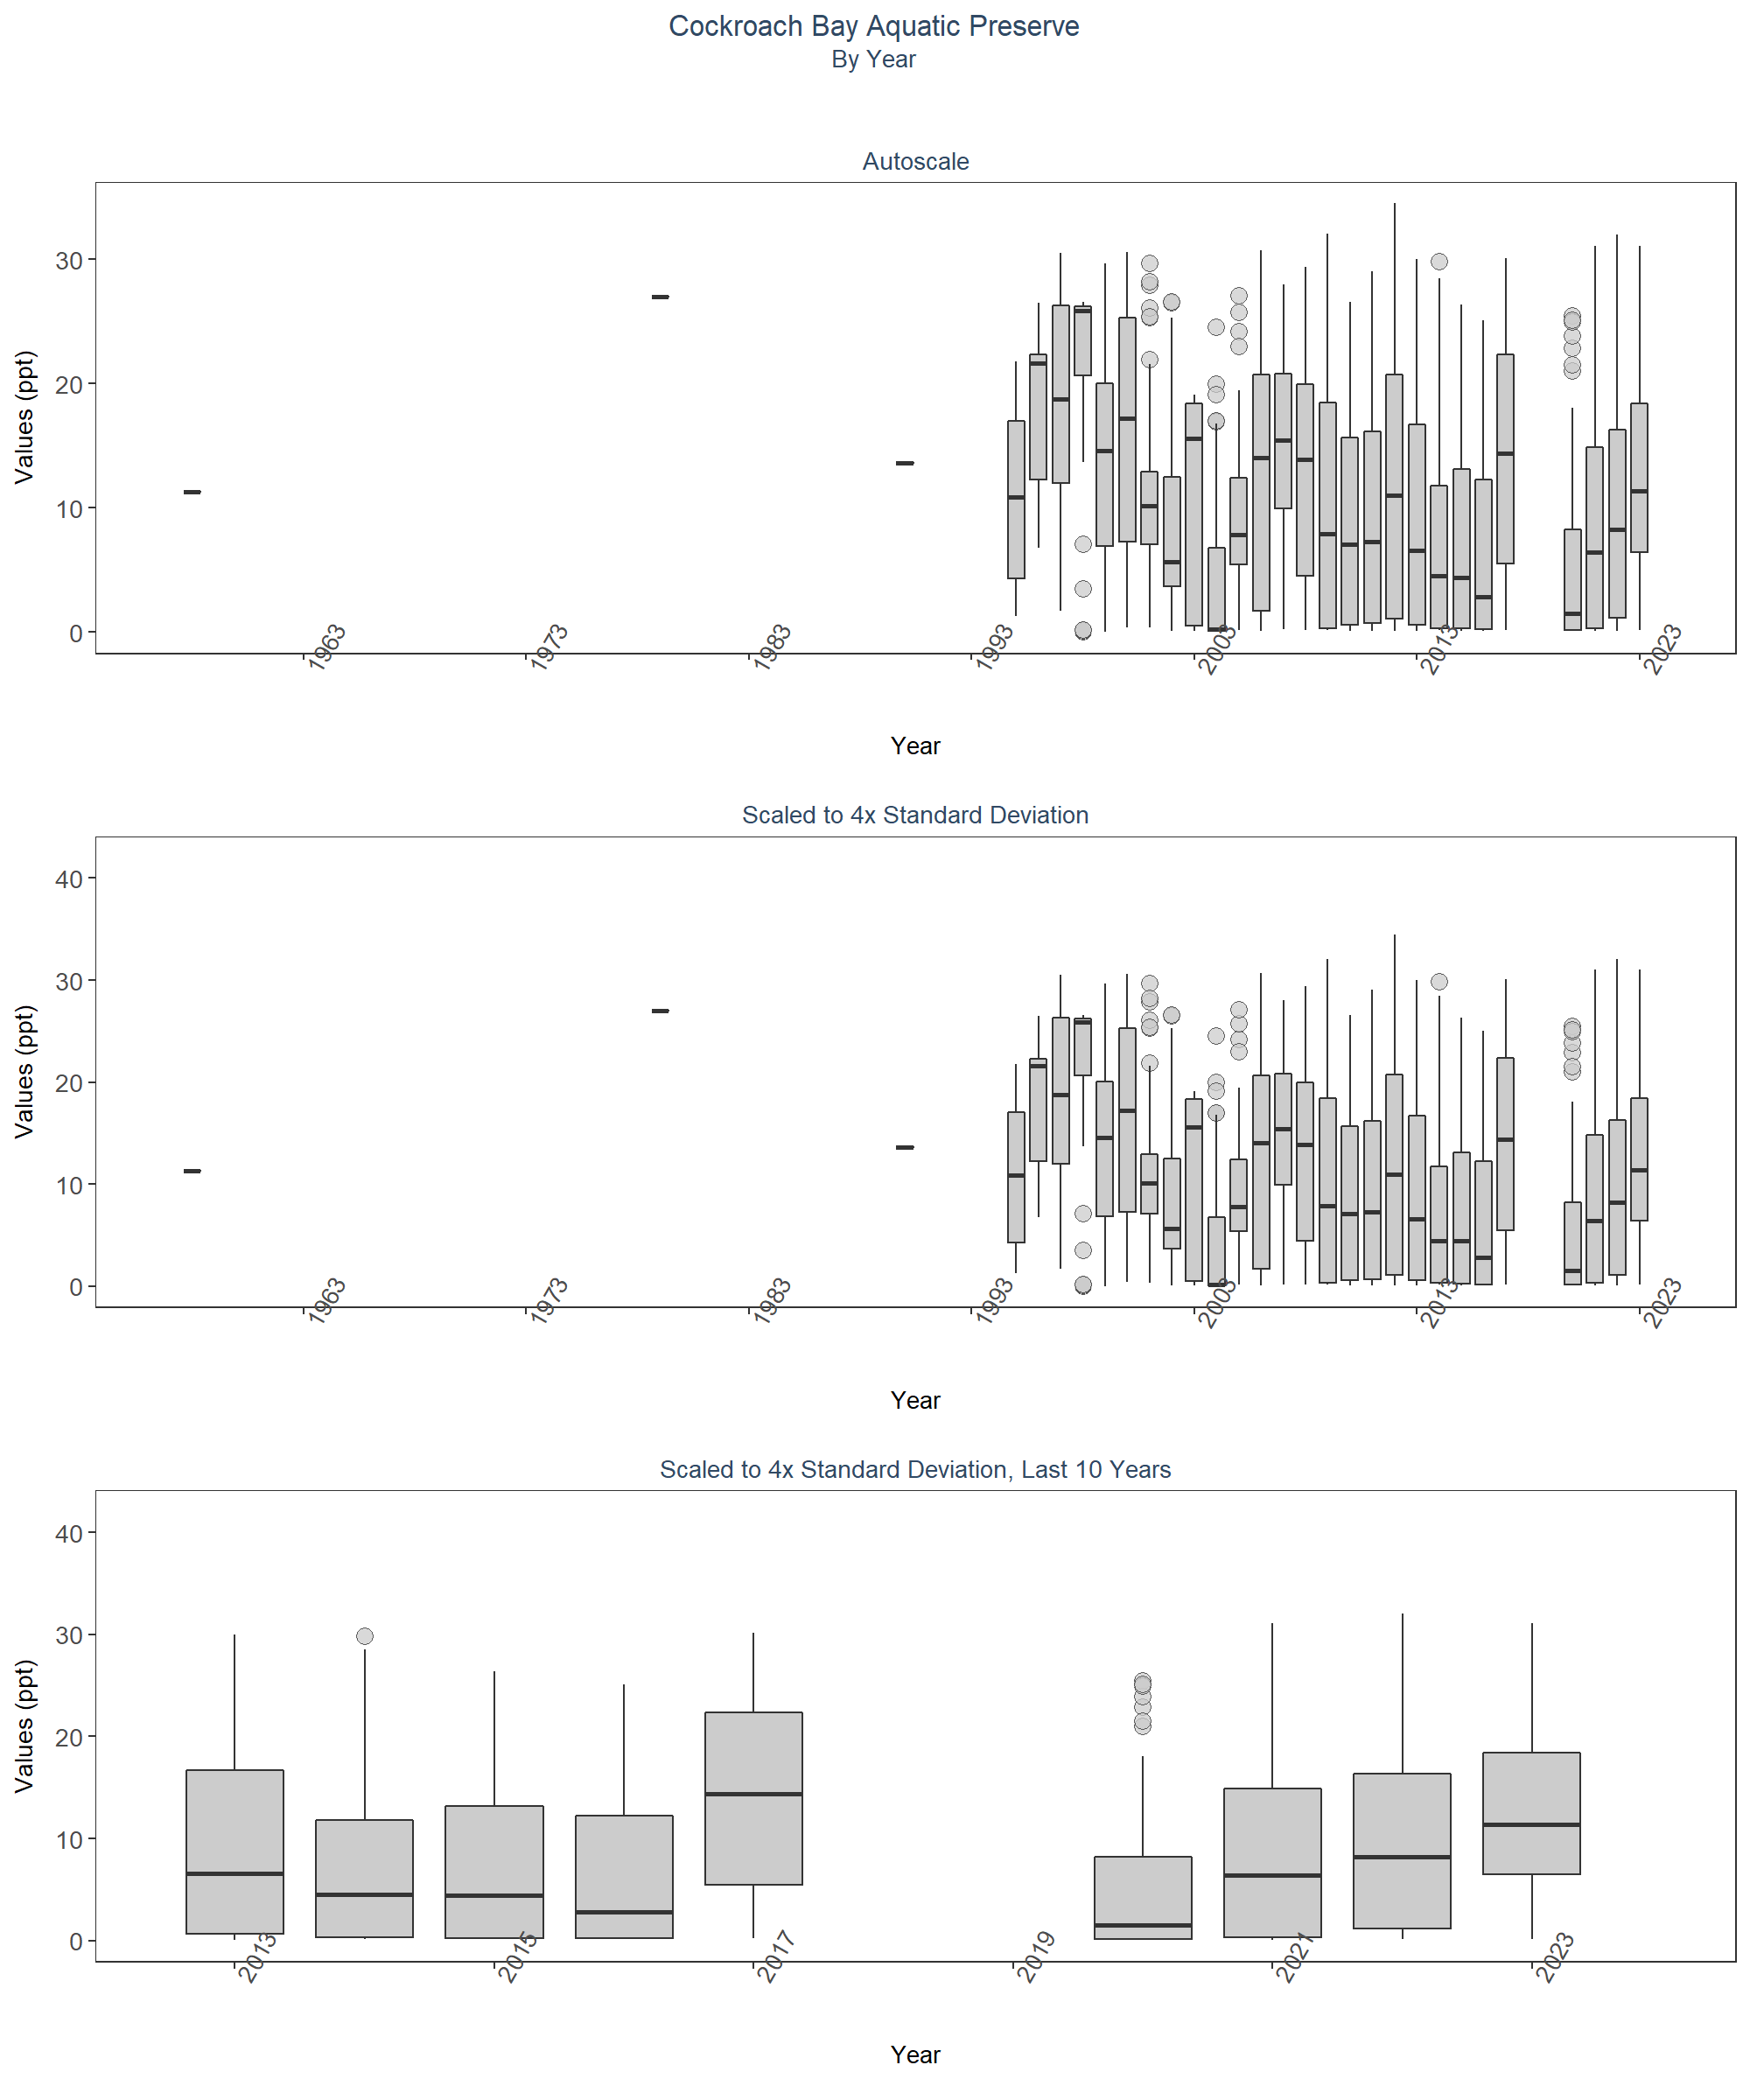 Cockroach Bay Aquatic Preserve
By Year
Autoscale
Values (ppt)
30
20
10
0
1963 1973 1983 1993 2003 2013 2023
Year
Scaled to 4x Standard Deviation
Values (ppt)
40
30
20
10
0
1963 1973 1983 1993 2003 2013 2023
Year
Scaled to 4x Standard Deviation, Last 10 Years
Values (ppt)
40
30
20
10
0
2013 2015 2017 2019 2021 2023
Year